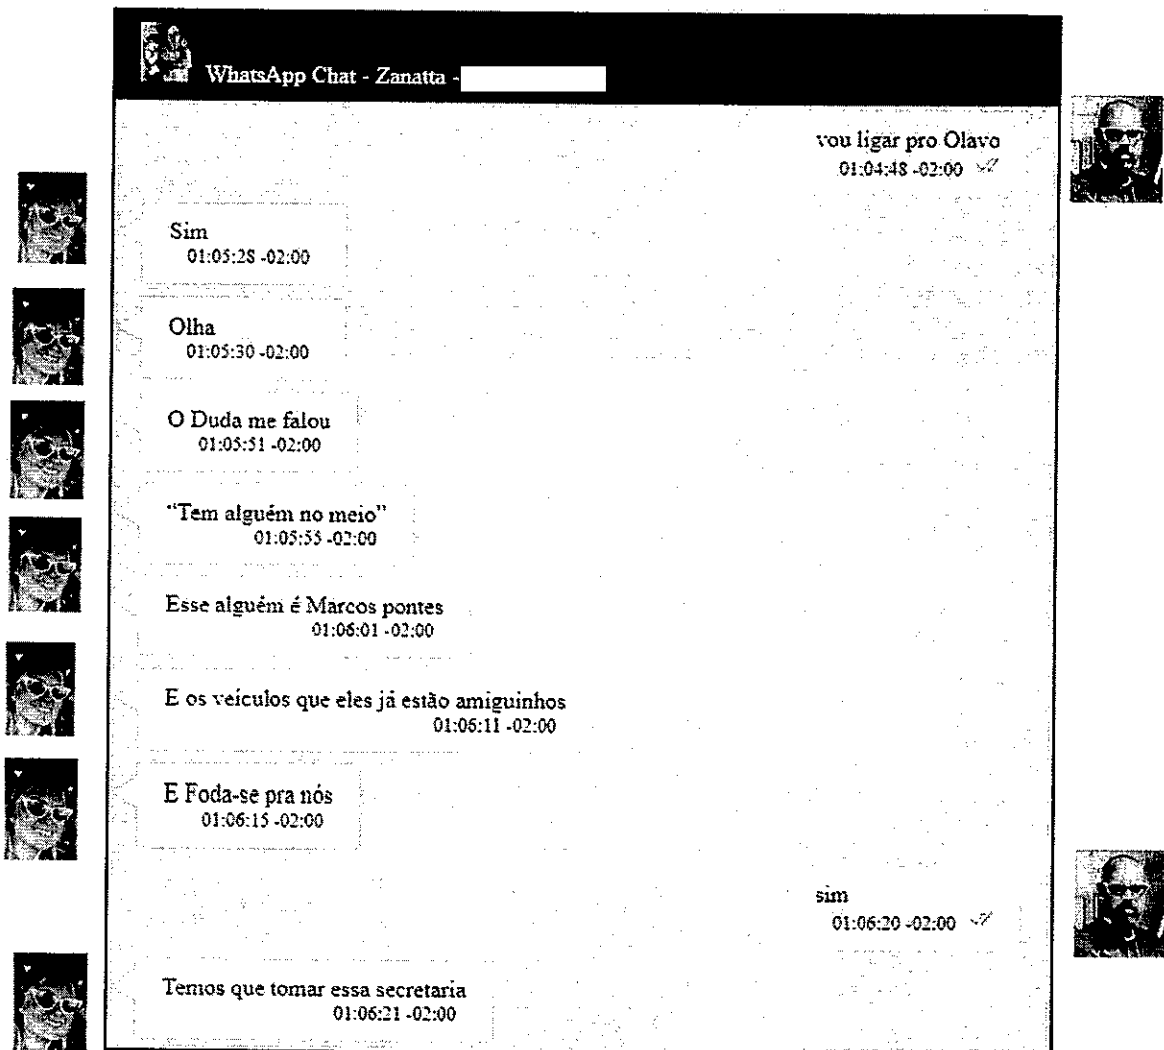 WhatsApp Chat - Zanatta -
vou ligar pro Olavo
01:04:48 -02:00
Sim
01:05:28 -02:00
Olha
01:05:30 -02:00
O Duda me falou
01:05:51 -02:00
“Tem alguém no meio”
01:05:55 -02:00
Esse alguém é Marcos pontes
01:06:01 -02:00
E os veículos que eles já estão amiguinhos
01:06:11 -02:00
E Foda-se pra nós
01:06:15 -02:00
sim
01:06:20 -02:00
Temos que tomar essa secretaria
01:06:21 -02:00